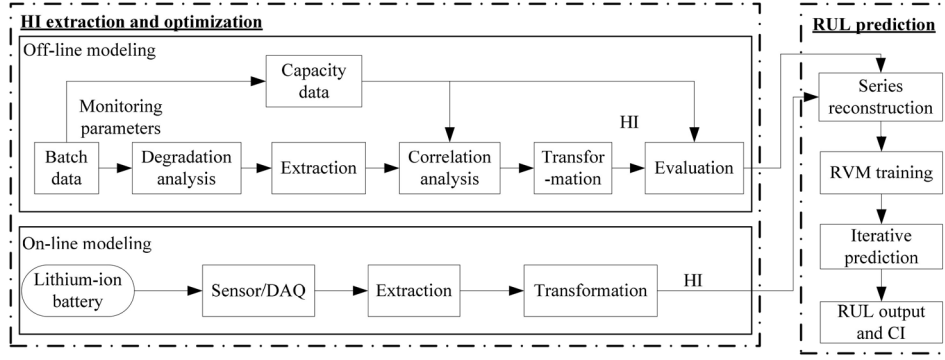 HI extraction and optimization
Off-line modeling
Capacity
data
Monitoring
parameters
HI
Batch
data
Degradation
analysis
Extraction
Correlation
analysis
Transfor
-mation
Evaluation
On-line modeling
Lithium-ion
battery
Sensor/DAQ
Extraction
Transformation
HI
RUL prediction
Series
reconstruction
RVM training
Iterative
prediction
RUL output
and CI